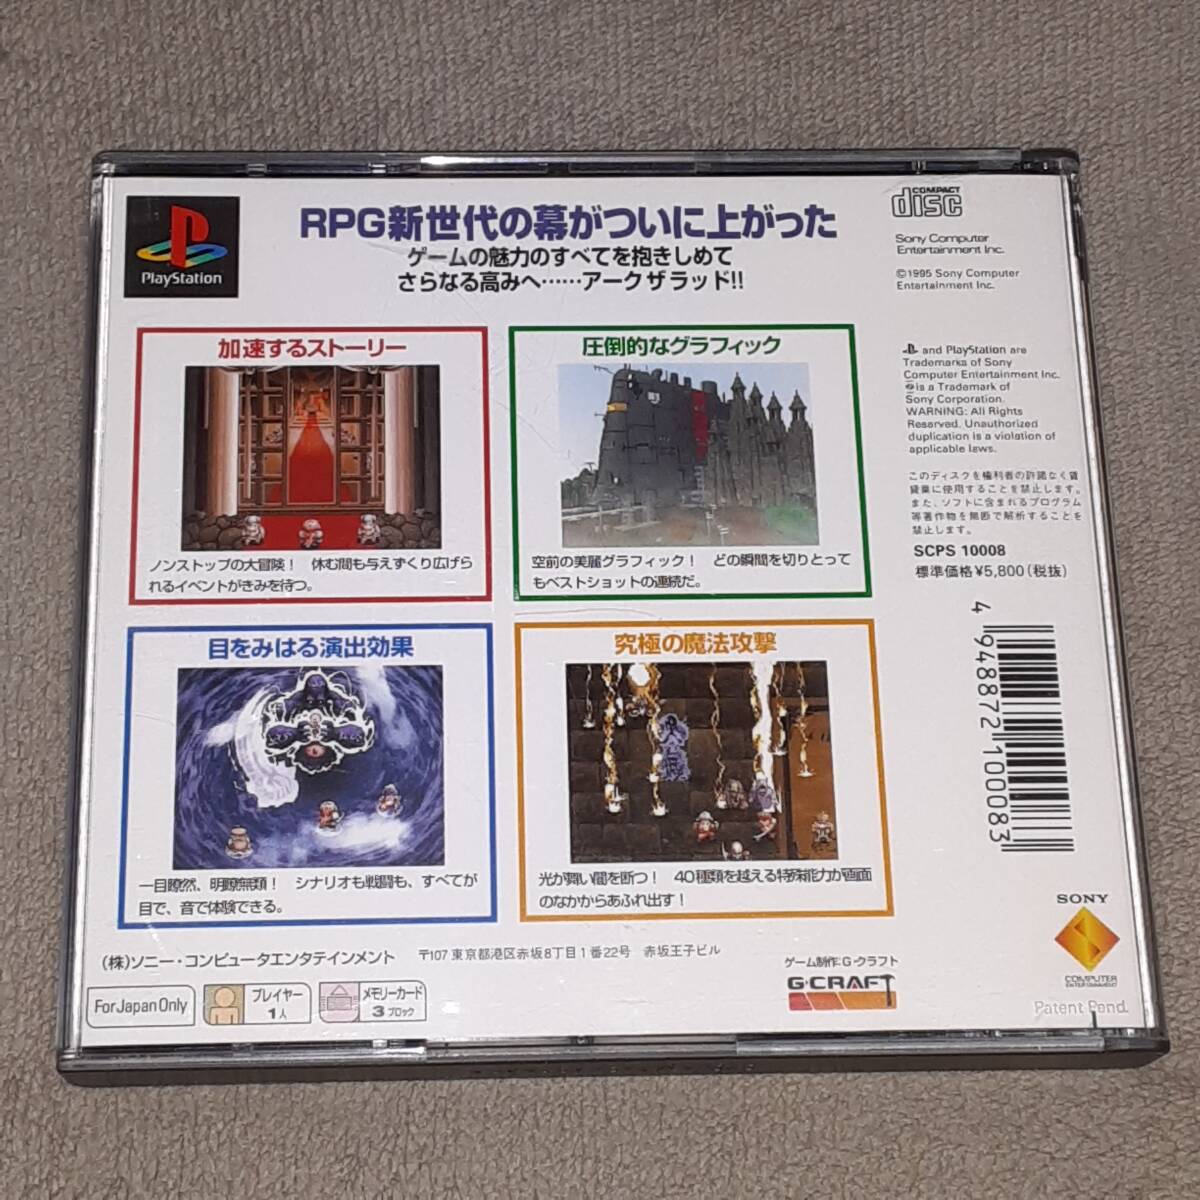 PlayStation
RPG新世代の幕がついに上がった
ゲームの魅力のすべてを抱きしめて
さらなる高みへ……アークザラッド!!
COMPACT
disc
Sony Computer
Entertainment Inc.
©1995 Sony Computer
Entertainment Inc.
and PlayStation are
Trademarks of Sony
Computer Entertainment Inc.
is a Trademark of
Sony Corporation.
WARNING: All Rights
Reserved. Unauthorized
duplication is a violation of
applicable laws.
このディスクを権利者の許諾なく賃
貸業に使用することを禁止します。
また、ソフトに含まれるプログラム
等著作物を無断で解析することを
禁止します。
SCPS 10008
標準価格¥5,800(税抜)
4 948872 100083
加速するストーリー
ノンストップの大冒険! 休む間も与えずくり広げら
れるイベントがきみを待つ。
圧倒的なグラフィック
空前の美麗グラフィック! どの瞬間を切りとって
もベストショットの連続だ。
目をみはる演出効果
一目瞭然、明瞭無類! シナリオも戦闘も、すべてが
目で、音で体験できる。
究極の魔法攻撃
光が舞い闇を断つ! 40種類を越える特殊能力が画面
のなかからあふれ出す!
(株)ソニー・コンピュータエンタテインメント 〒107 東京都港区赤坂8丁目1番22号 赤坂王子ビル
For Japan Only
プレイヤー
1人
メモリーカード
3ブロック
ゲーム制作:G・クラフト
G・CRAFT
SONY
COMPUTER
ENTERTAINMENT
Patent Pend.